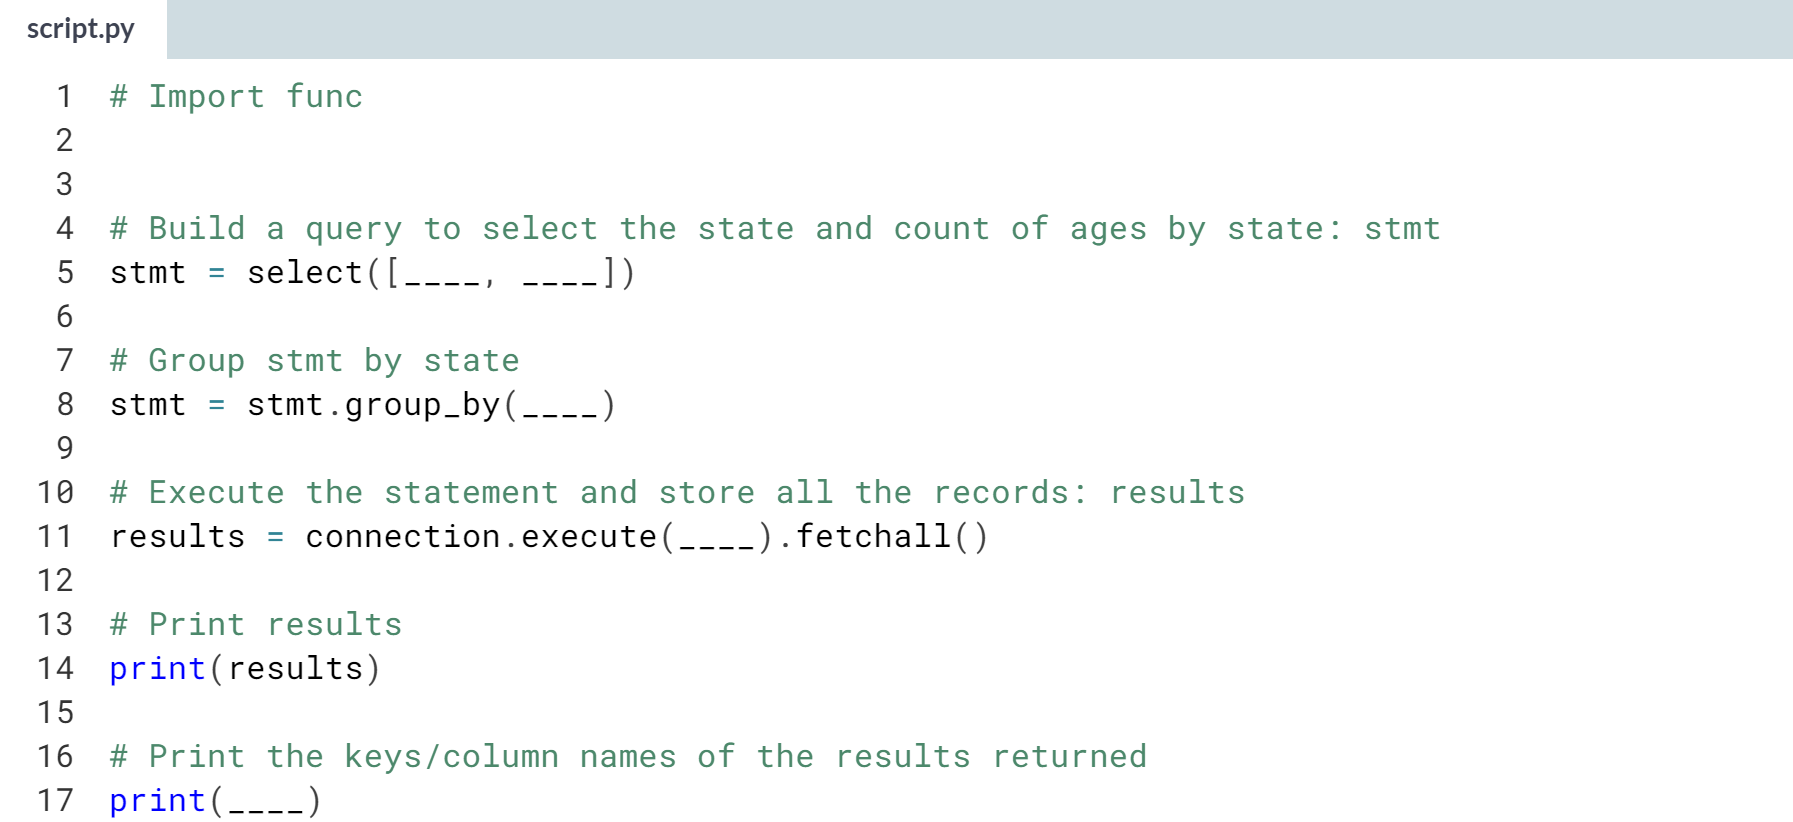 script.py
1 # Import func
2
3
4 # Build a query to select the state and count of ages by state: stmt
5 stmt = select([____, ____])
6
7 # Group stmt by state
8 stmt = stmt.group_by(____)
9
10 # Execute the statement and store all the records: results
11 results = connection.execute(____).fetchall()
12
13 # Print results
14 print(results)
15
16 # Print the keys/column names of the results returned
17 print(____)